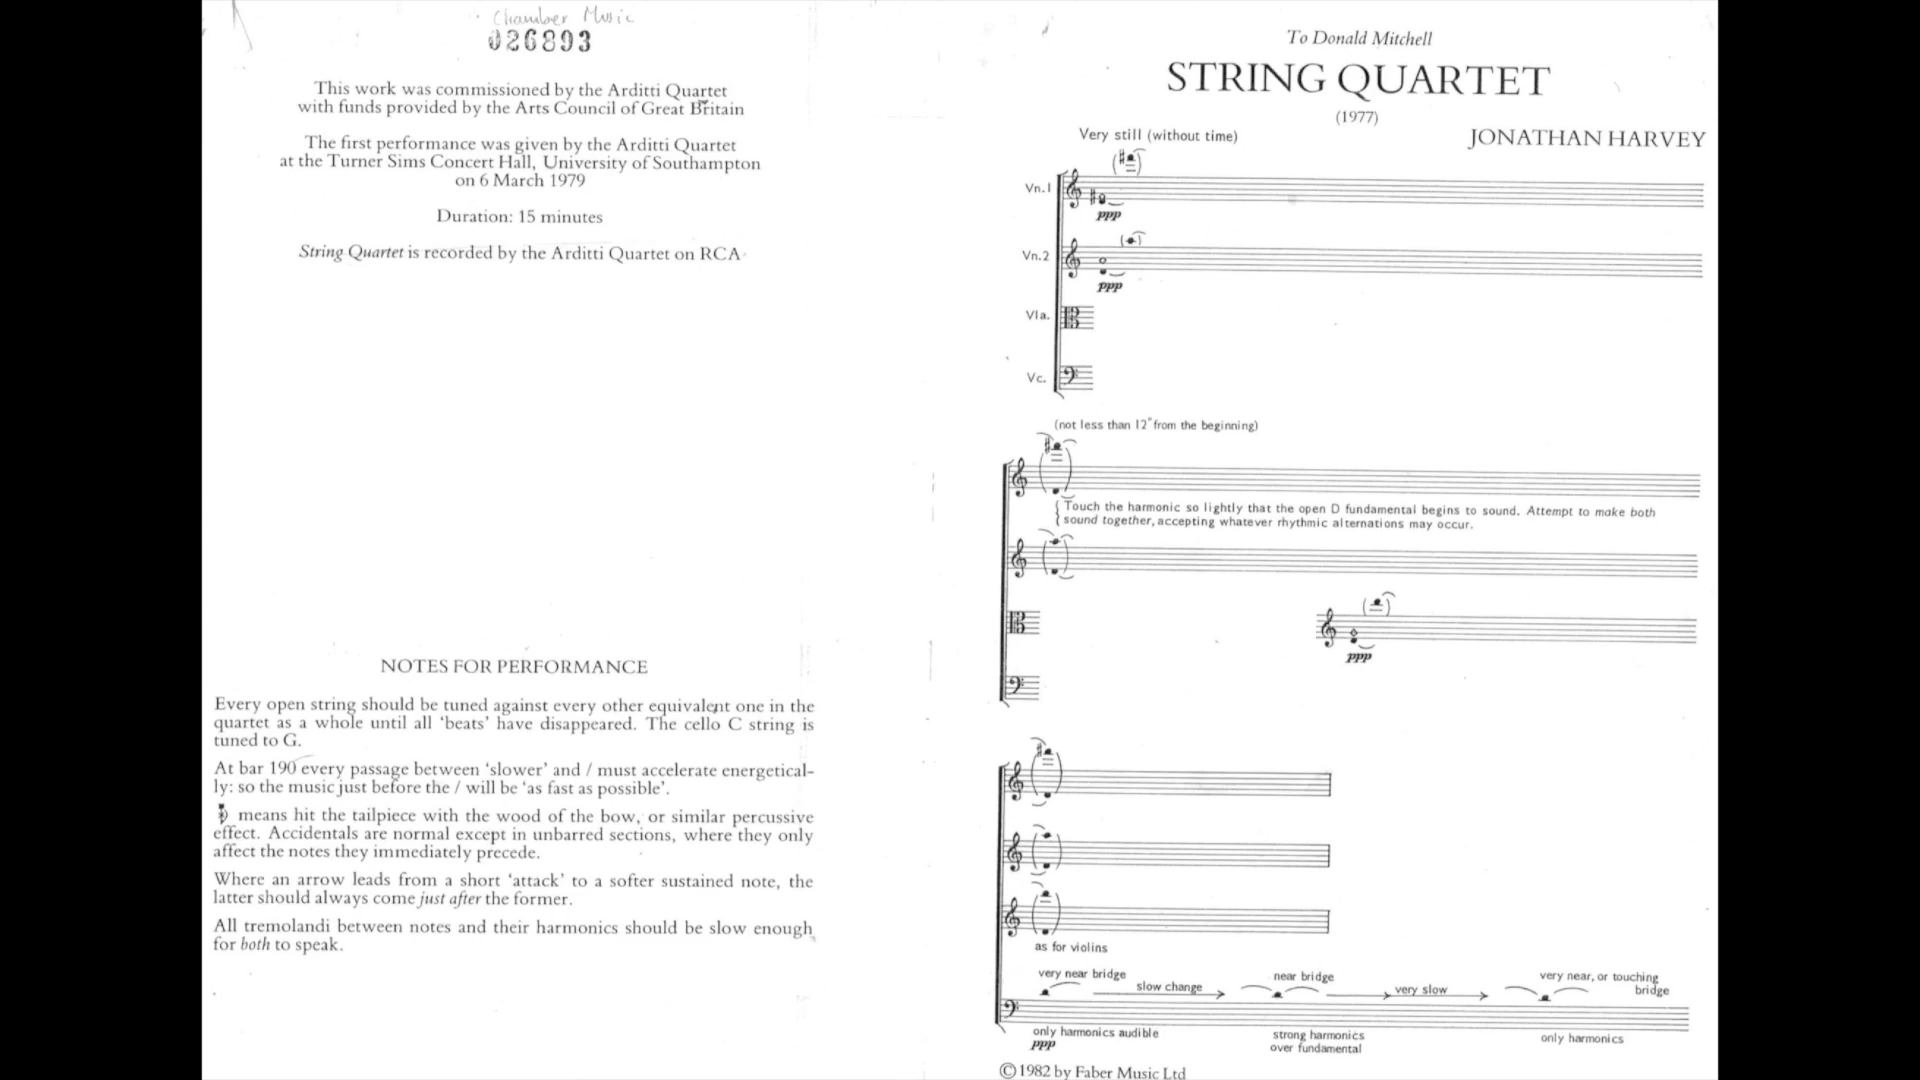 Chamber Music
026893
This work was commissioned by the Arditti Quartet
with funds provided by the Arts Council of Great Britain
The first performance was given by the Arditti Quartet
at the Turner Sims Concert Hall, University of Southampton
on 6 March 1979
Duration: 15 minutes
String Quartet is recorded by the Arditti Quartet on RCA
NOTES FOR PERFORMANCE
Every open string should be tuned against every other equivalent one in the
quartet as a whole until all ‘beats’ have disappeared. The cello C string is
tuned to G.
At bar 190 every passage between ‘slower’ and / must accelerate energetical-
ly: so the music just before the / will be ‘as fast as possible’.
means hit the tailpiece with the wood of the bow, or similar percussive
effect. Accidentals are normal except in unbarred sections, where they only
affect the notes they immediately precede.
Where an arrow leads from a short ‘attack’ to a softer sustained note, the
latter should always come just after the former.
All tremolandi between notes and their harmonics should be slow enough
for both to speak.
To Donald Mitchell
STRING QUARTET
(1977)
JONATHAN HARVEY
Very still (without time)
Vn.1
ppp
Vn.2
ppp
Vla.
Vc.
(not less than 12" from the beginning)
Touch the harmonic so lightly that the open D fundamental begins to sound. Attempt to make both
sound together, accepting whatever rhythmic alternations may occur.
ppp
as for violins
very near bridge
slow change
near bridge
very slow
very near, or touching
bridge
only harmonics audible
ppp
strong harmonics
over fundamental
only harmonics
©1982 by Faber Music Ltd